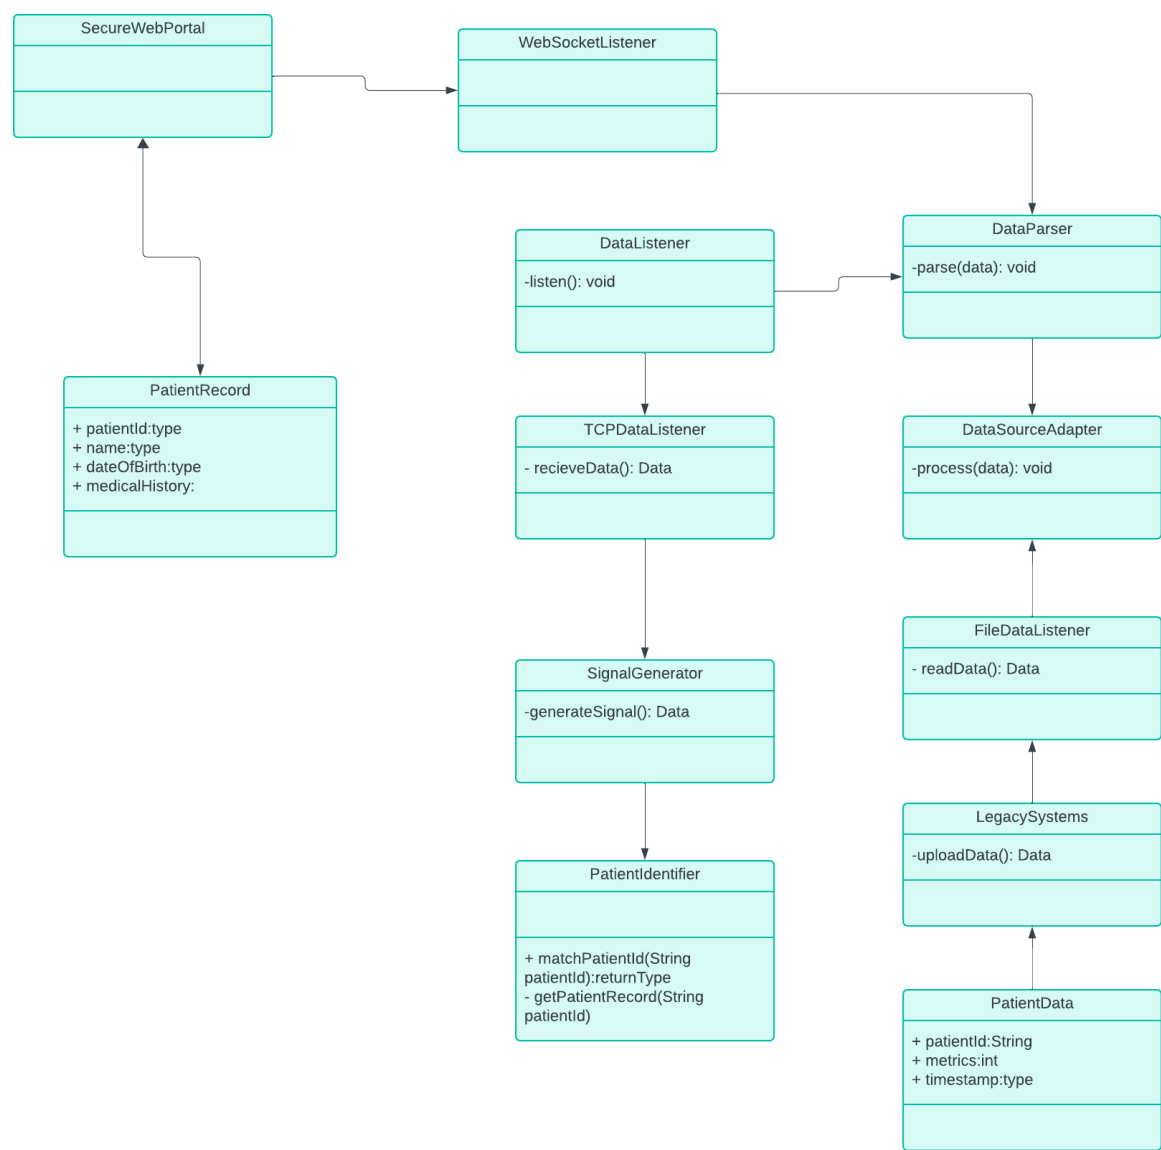 SecureWebPortal
WebSocketListener
DataListener
-listen(): void
DataParser
-parse(data): void
PatientRecord
+ patientId:type
+ name:type
+ dateOfBirth:type
+ medicalHistory:
TCPDataListener
- recieveData(): Data
DataSourceAdapter
-process(data): void
SignalGenerator
-generateSignal(): Data
FileDataListener
- readData(): Data
PatientIdentifier
+ matchPatientId(String
patientId):returnType
- getPatientRecord(String
patientId)
LegacySystems
-uploadData(): Data
PatientData
+ patientId:String
+ metrics:int
+ timestamp:type